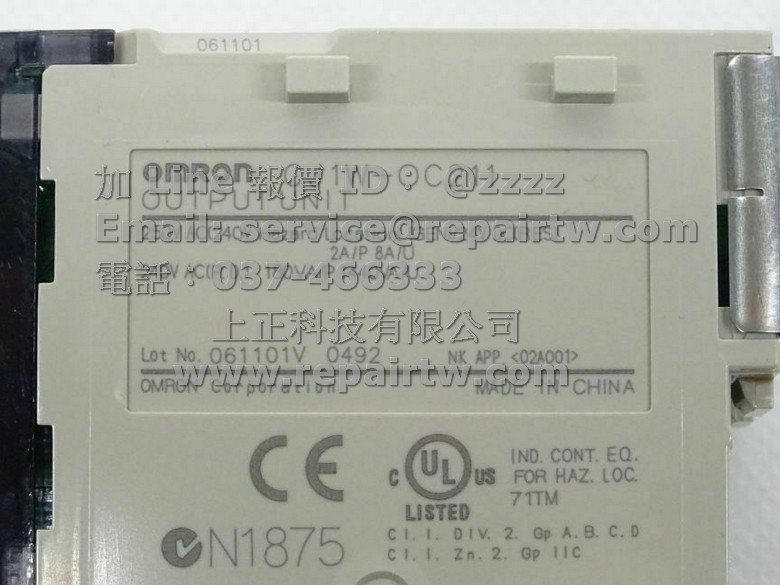 061101
OMRON
加 Line 報價 ID：@zzzz
OUTPUT UNIT
Email:service@repairtw.com
2A/P 8A/U
電話：037-466333
上正科技有限公司
Lot No. 061101V 0492 NK APP. <02A001>
http://www.repairtw.com
OMRON Corporation MADE IN CHINA
CE
C UL US
LISTED
IND. CONT. EQ.
FOR HAZ. LOC.
71TM
N1875
Cl.I. DIV. 2. Gp A.B.C.D
Cl.I. Zn. 2. Gp IIC